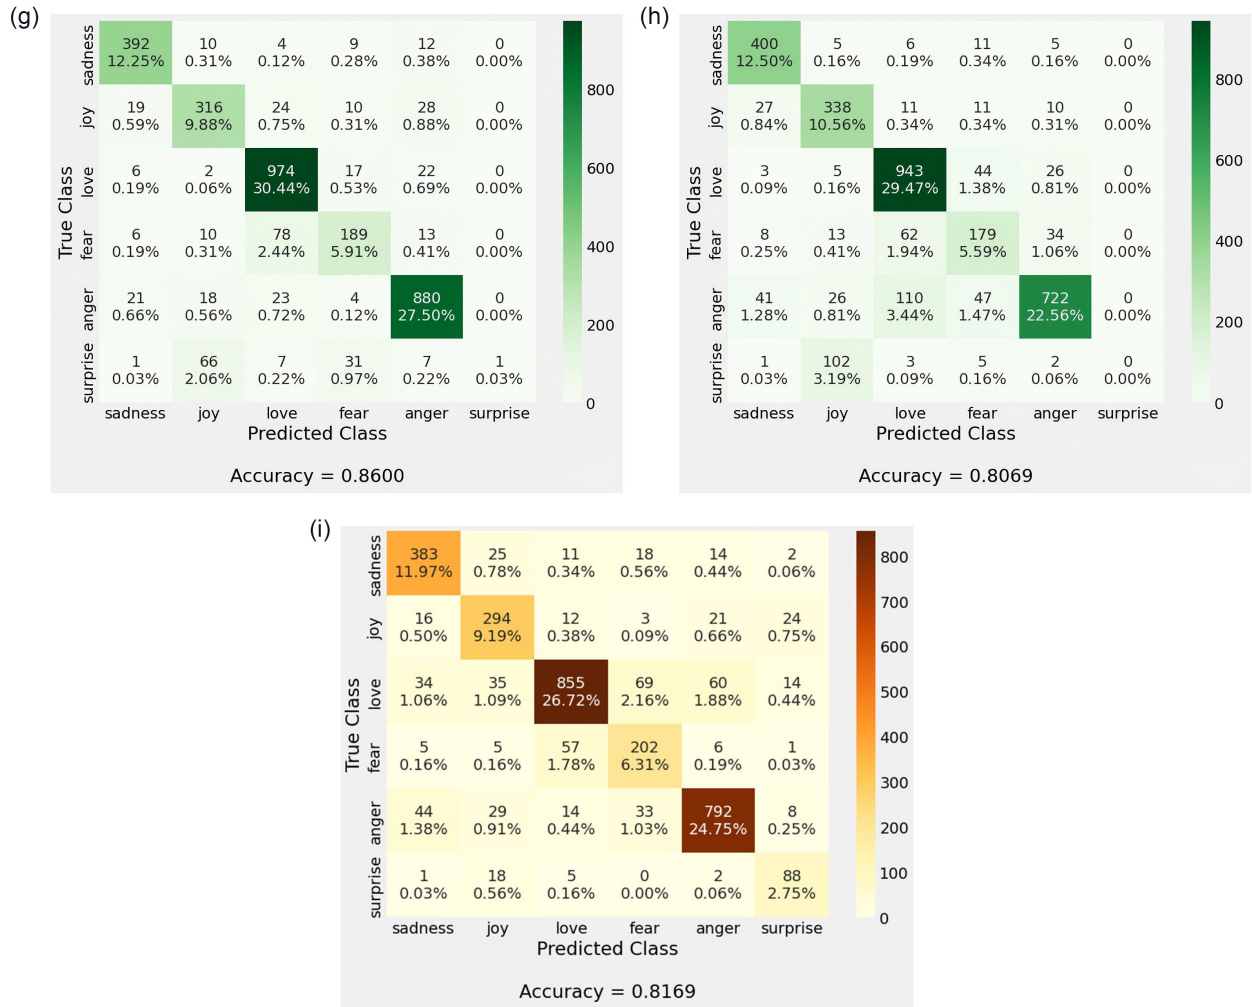 (g)
sadness 392 10 4 9 12 0
12.25% 0.31% 0.12% 0.28% 0.38% 0.00%
joy 19 316 24 10 28 0
0.59% 9.88% 0.75% 0.31% 0.88% 0.00%
love 6 2 974 17 22 0
0.19% 0.06% 30.44% 0.53% 0.69% 0.00%
fear 6 10 78 189 13 0
0.19% 0.31% 2.44% 5.91% 0.41% 0.00%
anger 21 18 23 4 880 0
0.66% 0.56% 0.72% 0.12% 27.50% 0.00%
surprise 1 66 7 31 7 1
0.03% 2.06% 0.22% 0.97% 0.22% 0.03%
True Class
sadness joy love fear anger surprise
Predicted Class
800
600
400
200
0
Accuracy = 0.8600
(h)
sadness 400 5 6 11 5 0
12.50% 0.16% 0.19% 0.34% 0.16% 0.00%
joy 27 338 11 11 10 0
0.84% 10.56% 0.34% 0.34% 0.31% 0.00%
love 3 5 943 44 26 0
0.09% 0.16% 29.47% 1.38% 0.81% 0.00%
fear 8 13 62 179 34 0
0.25% 0.41% 1.94% 5.59% 1.06% 0.00%
anger 41 26 110 47 722 0
1.28% 0.81% 3.44% 1.47% 22.56% 0.00%
surprise 1 102 3 5 2 0
0.03% 3.19% 0.09% 0.16% 0.06% 0.00%
True Class
sadness joy love fear anger surprise
Predicted Class
800
600
400
200
0
Accuracy = 0.8069
(i)
sadness 383 25 11 18 14 2
11.97% 0.78% 0.34% 0.56% 0.44% 0.06%
joy 16 294 12 3 21 24
0.50% 9.19% 0.38% 0.09% 0.66% 0.75%
love 34 35 855 69 60 14
1.06% 1.09% 26.72% 2.16% 1.88% 0.44%
fear 5 5 57 202 6 1
0.16% 0.16% 1.78% 6.31% 0.19% 0.03%
anger 44 29 14 33 792 8
1.38% 0.91% 0.44% 1.03% 24.75% 0.25%
surprise 1 18 5 0 2 88
0.03% 0.56% 0.16% 0.00% 0.06% 2.75%
True Class
sadness joy love fear anger surprise
Predicted Class
800
700
600
500
400
300
200
100
0
Accuracy = 0.8169